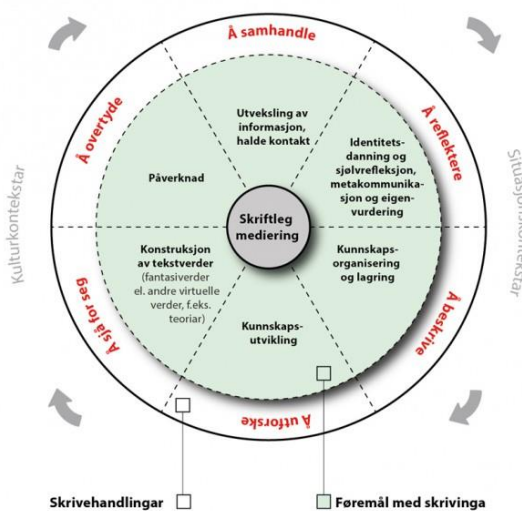 Å samhandle
Å reflektere
Å beskrive
Å utforske
Å sjå for seg
Å overtyde
Kulturkontekstar
Situasjonskontekstar
Utveksling av
informasjon,
halde kontakt
Identitets-
danning og
sjølvrefleksjon,
metakommunika-
sjon og eigen-
vurdering
Kunnskaps-
organisering
og lagring
Kunnskaps-
utvikling
Konstruksjon
av tekstverder
(fantasiverder
el. andre virtuelle
verder, f.eks.
teoriar)
Påverknad
Skriftleg
mediering
Skrivehandlingar
Føremål med skrivinga